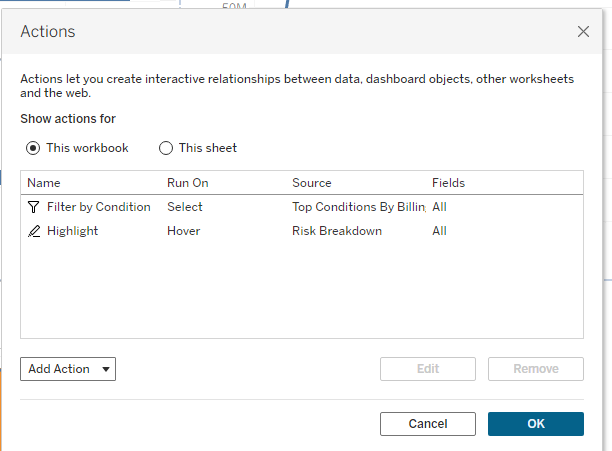 50M
Actions
Actions let you create interactive relationships between data, dashboard objects, other worksheets
and the web.
Show actions for
This workbook This sheet
Name Run On Source Fields
Filter by Condition Select Top Conditions By Billin All
Highlight Hover Risk Breakdown All
Add Action Edit Remove
Cancel OK